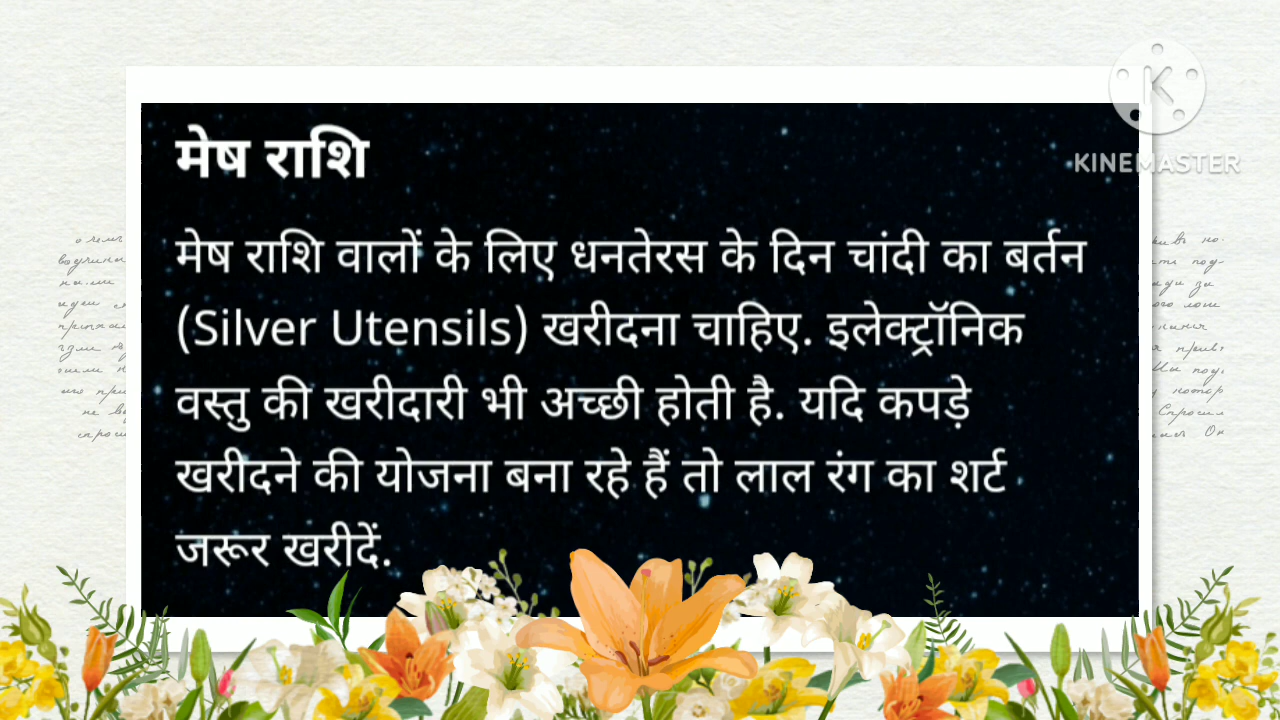 मेष राशि
मेष राशि वालों के लिए धनतेरस के दिन चांदी का बर्तन
(Silver Utensils) खरीदना चाहिए. इलेक्ट्रॉनिक
वस्तु की खरीदारी भी अच्छी होती है. यदि कपड़े
खरीदने की योजना बना रहे हैं तो लाल रंग का शर्ट
जरूर खरीदें.
KINEMASTER